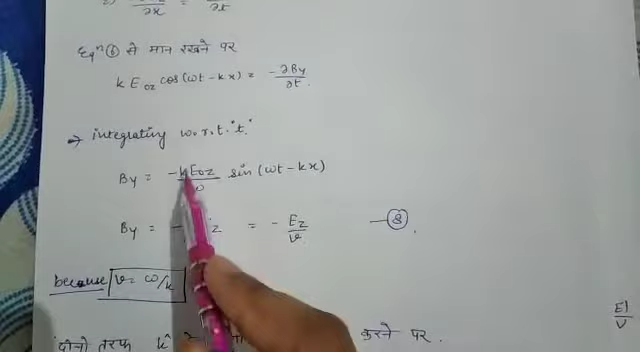 ∂x = ∂t
Eqⁿ ⑥ से मान रखने पर
k E₀z cos(ωt - kx) = -∂By/∂t.
→ integrating w.r.t. "t"
By = -kE₀z/ω sin(ωt - kx)
By = - z = - Ez/v —⑧.
because v = ω/k
दोनो तरफ k̂ करने पर.
E/V